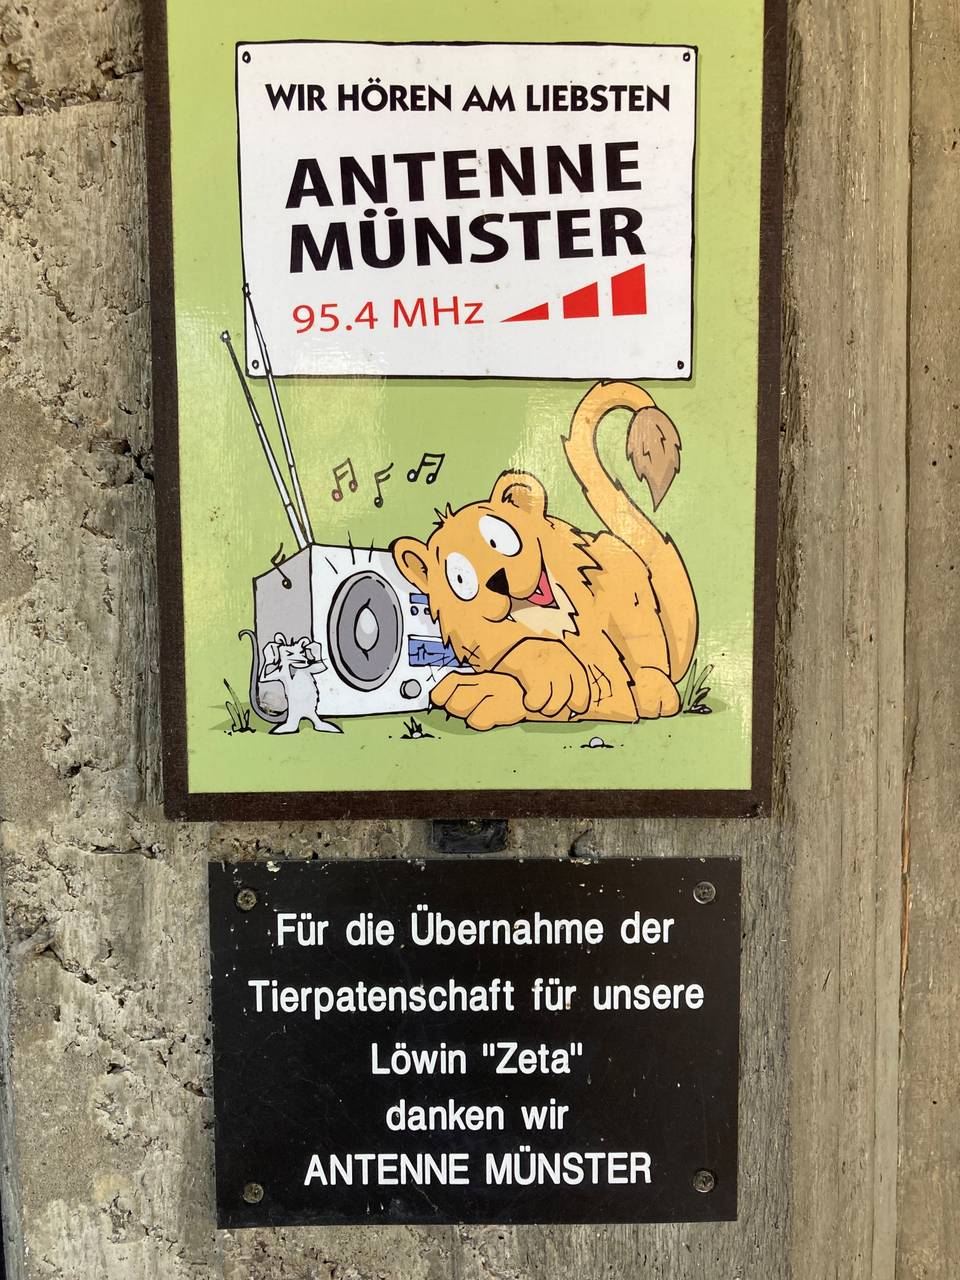 WIR HÖREN AM LIEBSTEN
ANTENNE
MÜNSTER
95.4 MHz
Für die Übernahme der
Tierpatenschaft für unsere
Löwin "Zeta"
danken wir
ANTENNE MÜNSTER